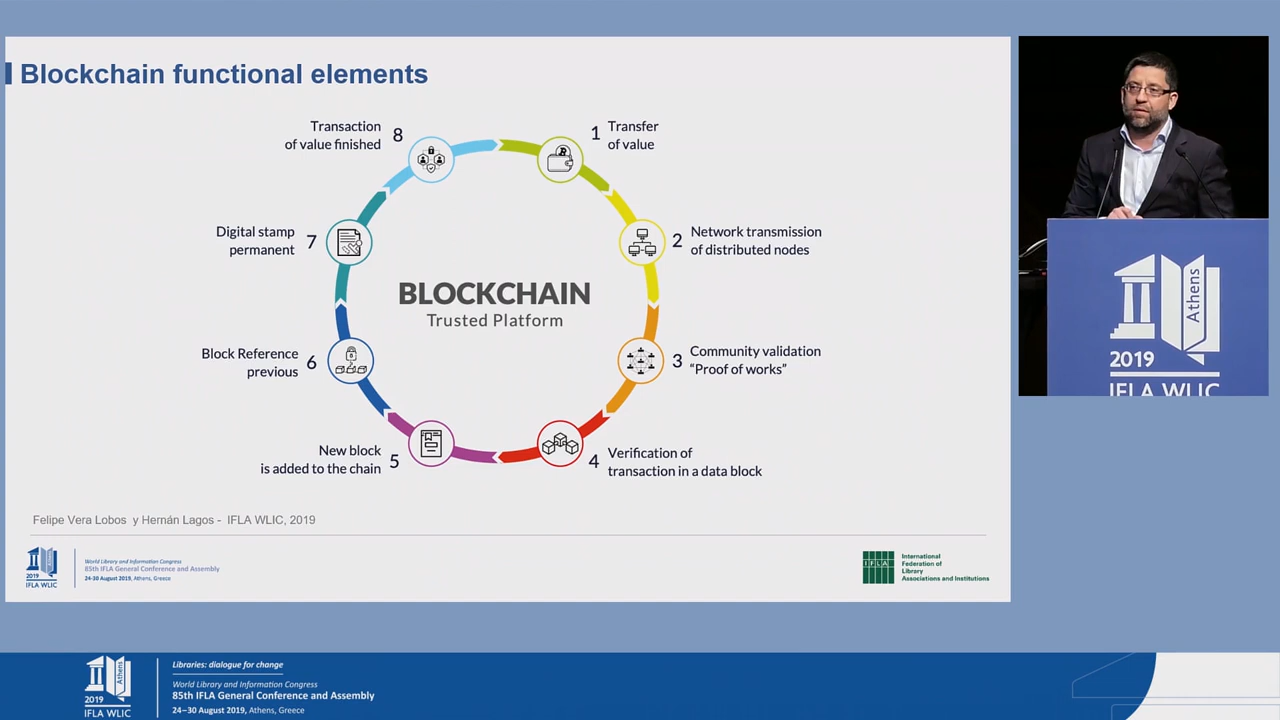 Blockchain functional elements
Transaction
of value finished
8
1
Transfer
of value
Digital stamp
permanent
7
2
Network transmission
of distributed nodes
BLOCKCHAIN
Trusted Platform
Block Reference
previous
6
3
Community validation
“Proof of works”
New block
is added to the chain
5
4
Verification of
transaction in a data block
Felipe Vera Lobos y Hernán Lagos - IFLA WLIC, 2019
2019
IFLA WLIC
World Library and Information Congress
85th IFLA General Conference and Assembly
24-30 August 2019, Athens, Greece
IFLA
International
Federation of
Library
Associations and Institutions
Athens
2019
IFLA WLIC
Athens
2019
IFLA WLIC
Libraries: dialogue for change
World Library and Information Congress
85th IFLA General Conference and Assembly
24–30 August 2019, Athens, Greece